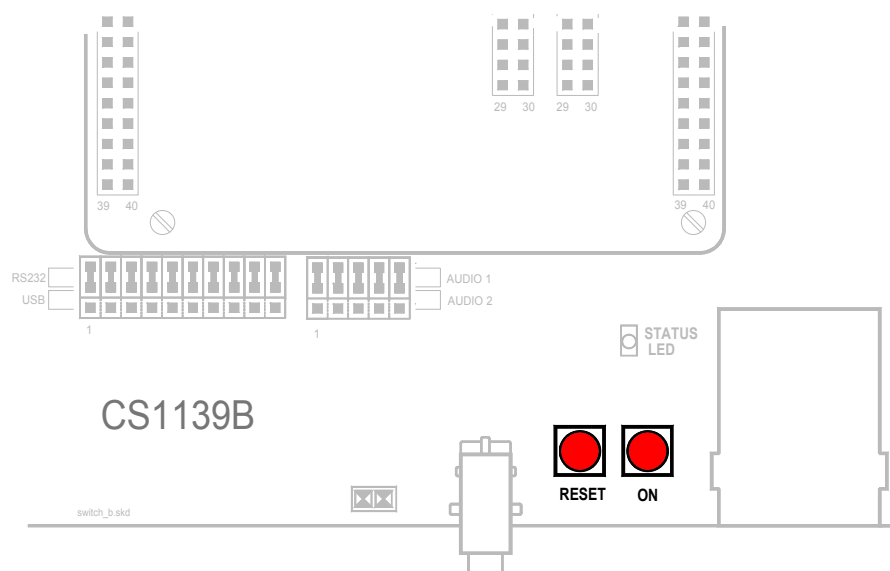 29 30 29 30
39 40 39 40
RS232 AUDIO 1
USB AUDIO 2
1 1
STATUS
LED
CS1139B
RESET ON
switch_b.skd